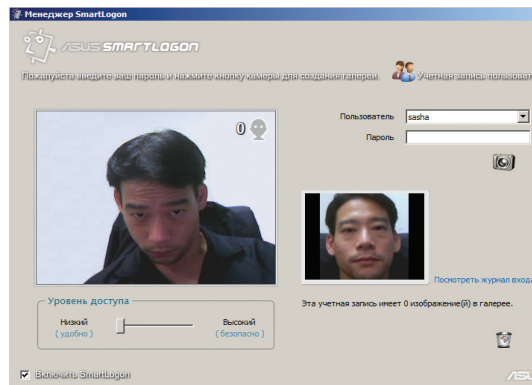 Менеджер SmartLogon
ASUS SMARTLOGON
Пожалуйста введите ваш пароль и нажмите кнопку камеры для создания галереи.
Учетная запись пользоват
0
Пользователь sasha
Пароль
Посмотреть журнал входа
Эта учетная запись имеет 0 изображение(й) в галерее.
Уровень доступа
Низкий Высокий
( удобно ) ( безопасно )
Включить SmartLogon
ASU